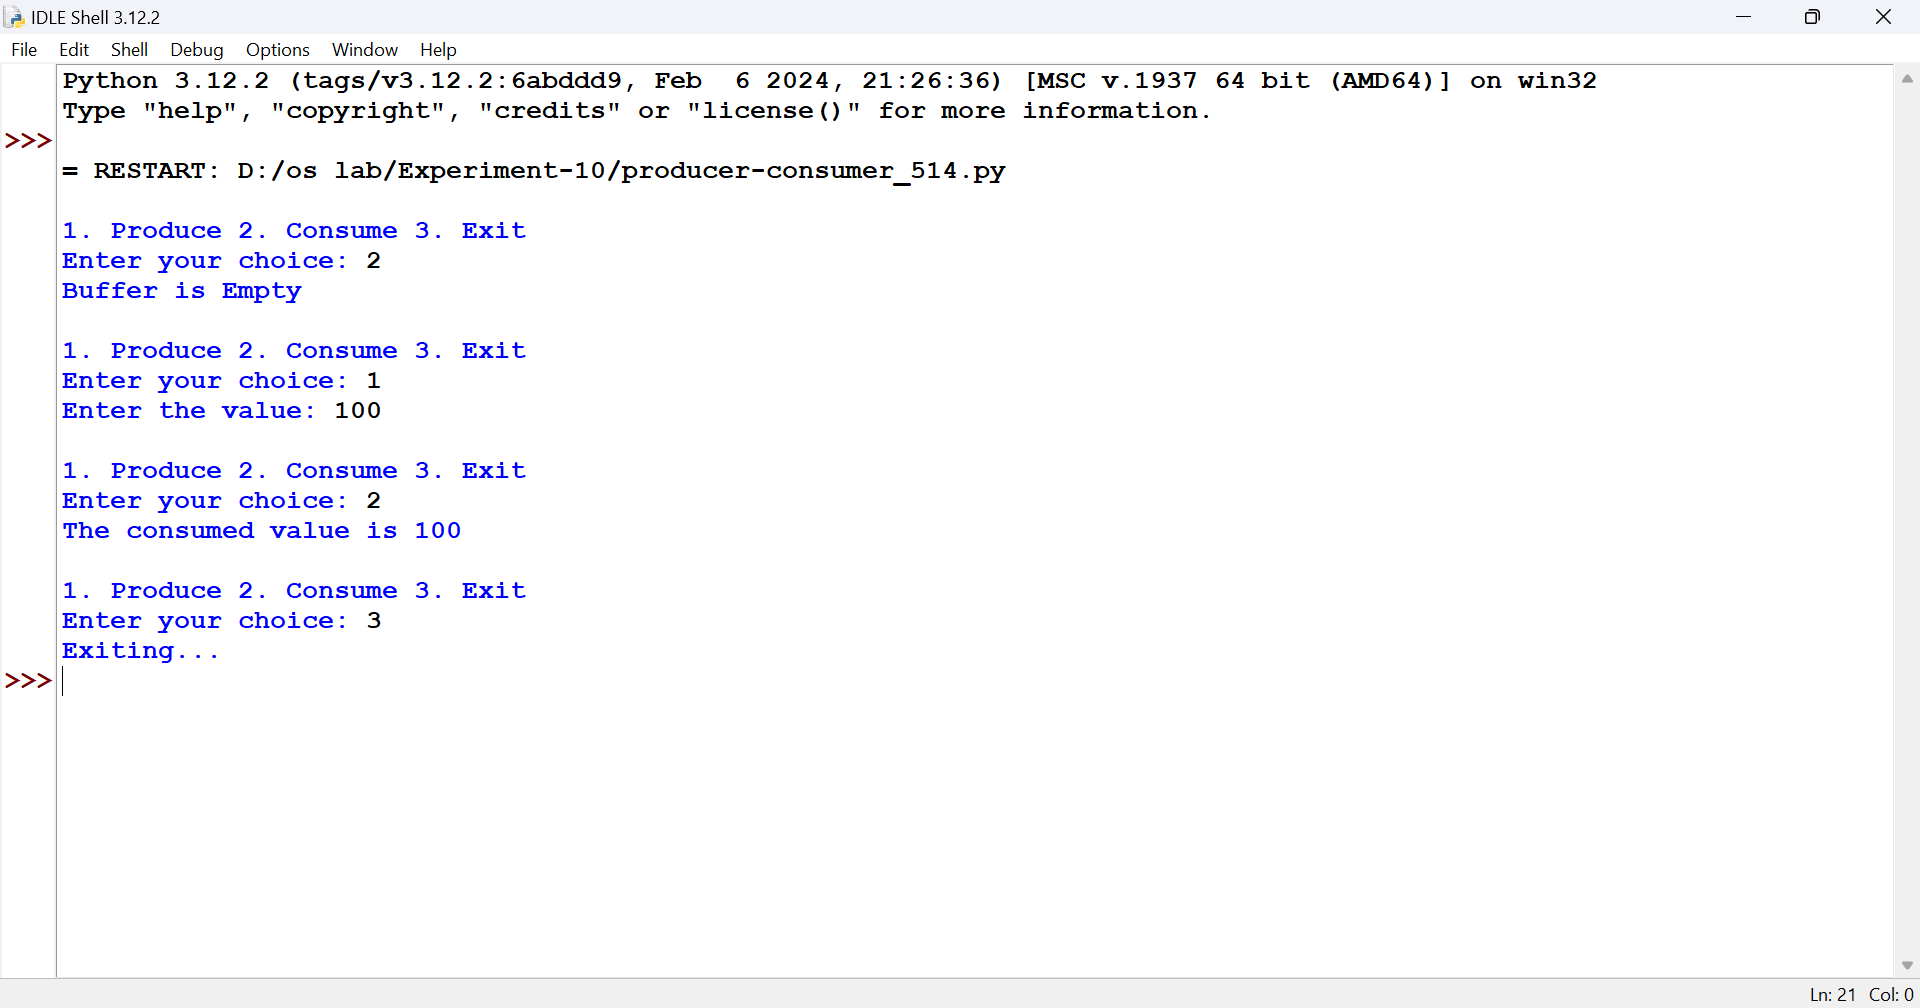 IDLE Shell 3.12.2
File Edit Shell Debug Options Window Help
Python 3.12.2 (tags/v3.12.2:6abddd9, Feb  6 2024, 21:26:36) [MSC v.1937 64 bit (AMD64)] on win32
Type "help", "copyright", "credits" or "license()" for more information.
>>>
= RESTART: D:/os lab/Experiment-10/producer-consumer_514.py
1. Produce 2. Consume 3. Exit
Enter your choice: 2
Buffer is Empty
1. Produce 2. Consume 3. Exit
Enter your choice: 1
Enter the value: 100
1. Produce 2. Consume 3. Exit
Enter your choice: 2
The consumed value is 100
1. Produce 2. Consume 3. Exit
Enter your choice: 3
Exiting...
>>>
Ln: 21 Col: 0